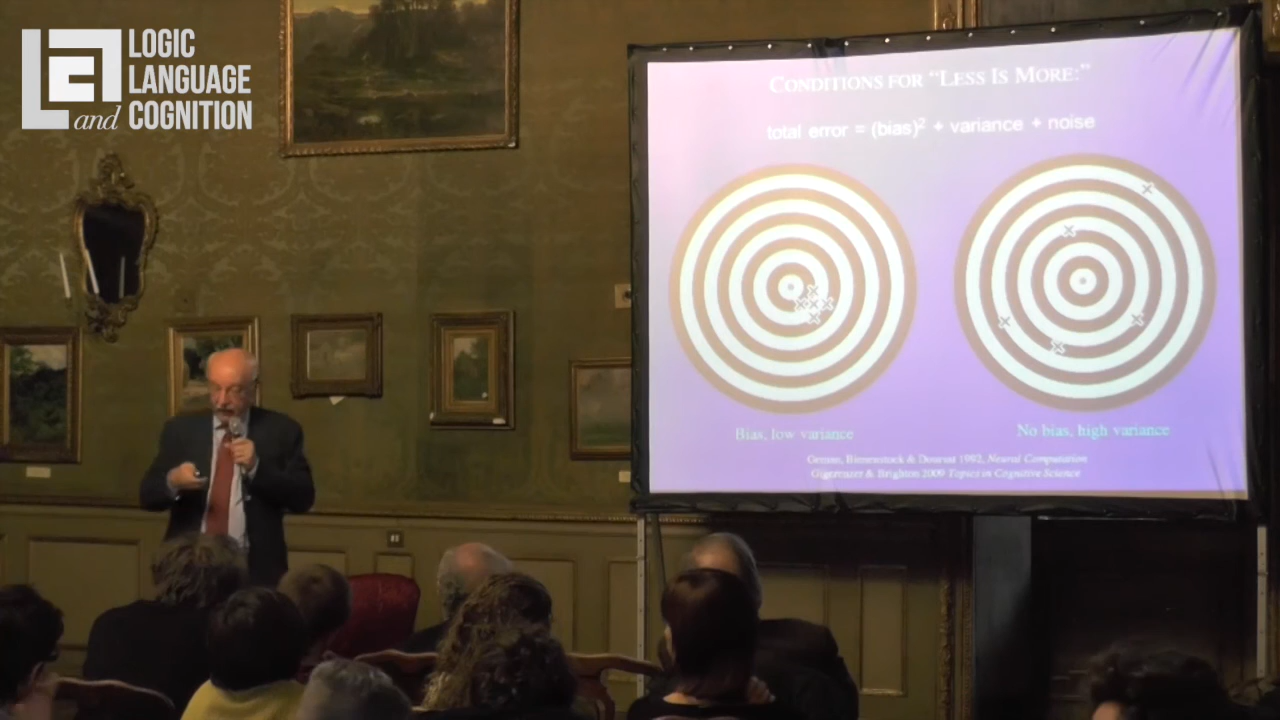 LOGIC
LANGUAGE
and COGNITION
CONDITIONS FOR “LESS IS MORE:”
total error = (bias)² + variance + noise
Bias, low variance
No bias, high variance
Geman, Bienenstock & Doursat 1992, Neural Computation
Gigerenzer & Brighton 2009 Topics in Cognitive Science